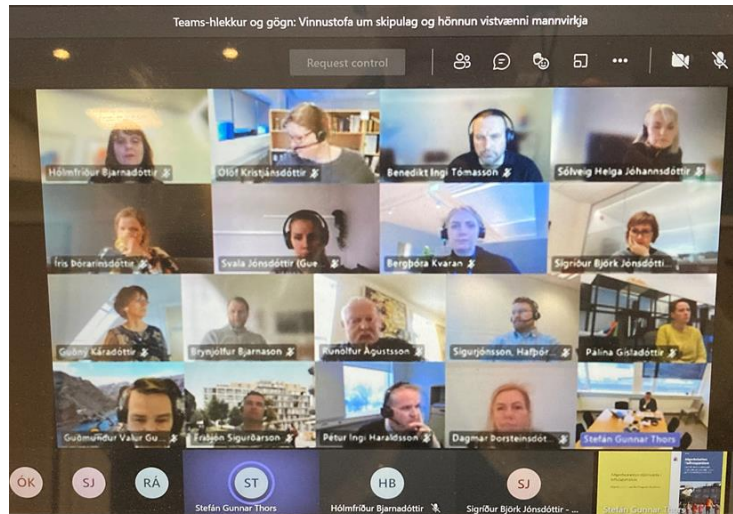 Teams-hlekkur og gögn: Vinnustofa um skipulag og hönnun vistvænni mannvirkja
Request control
Hólmfríður Bjarnadóttir
Ólöf Kristjánsdóttir
Benedikt Ingi Tómasson
Sólveig Helga Jóhannsdóttir
Íris Þórarinsdóttir
Svala Jónsdóttir (Gue...
Bergþóra Kvaran
Sigríður Björk Jónsdótti...
Guðný Káradóttir
Brynjólfur Bjarnason
Runólfur Ágústsson
Sigurjónsson, Hafþór...
Pálína Gísladóttir
Guðmundur Valur Gu...
Friðjón Sigurðarson
Pétur Ingi Haraldsson
Dagmar Þorsteinsdót...
Stefán Gunnar Thors
ÓK
SJ
RÁ
ST
HB
SJ
Stefán Gunnar Thors
Hólmfríður Bjarnadóttir
Sigríður Björk Jónsdóttir - ...
Stefán Gunnar Thors